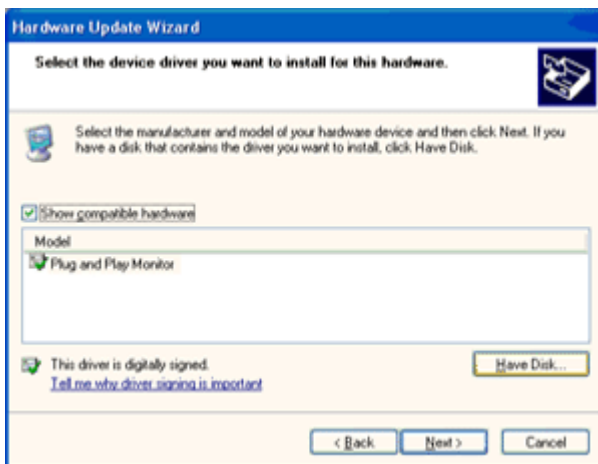 Hardware Update Wizard
Select the device driver you want to install for this hardware.
Select the manufacturer and model of your hardware device and then click Next. If you
have a disk that contains the driver you want to install, click Have Disk.
Show compatible hardware
Model
Plug and Play Monitor
This driver is digitally signed.
Have Disk...
Tell me why driver signing is important
< Back
Next >
Cancel